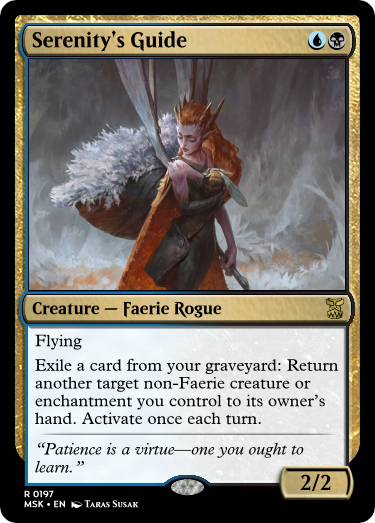 Serenity's Guide
Creature — Faerie Rogue
Flying
Exile a card from your graveyard: Return
another target non-Faerie creature or
enchantment you control to its owner's
hand. Activate once each turn.
"Patience is a virtue—one you ought to
learn."
2/2
R 0197
MSK • EN Taras Susak